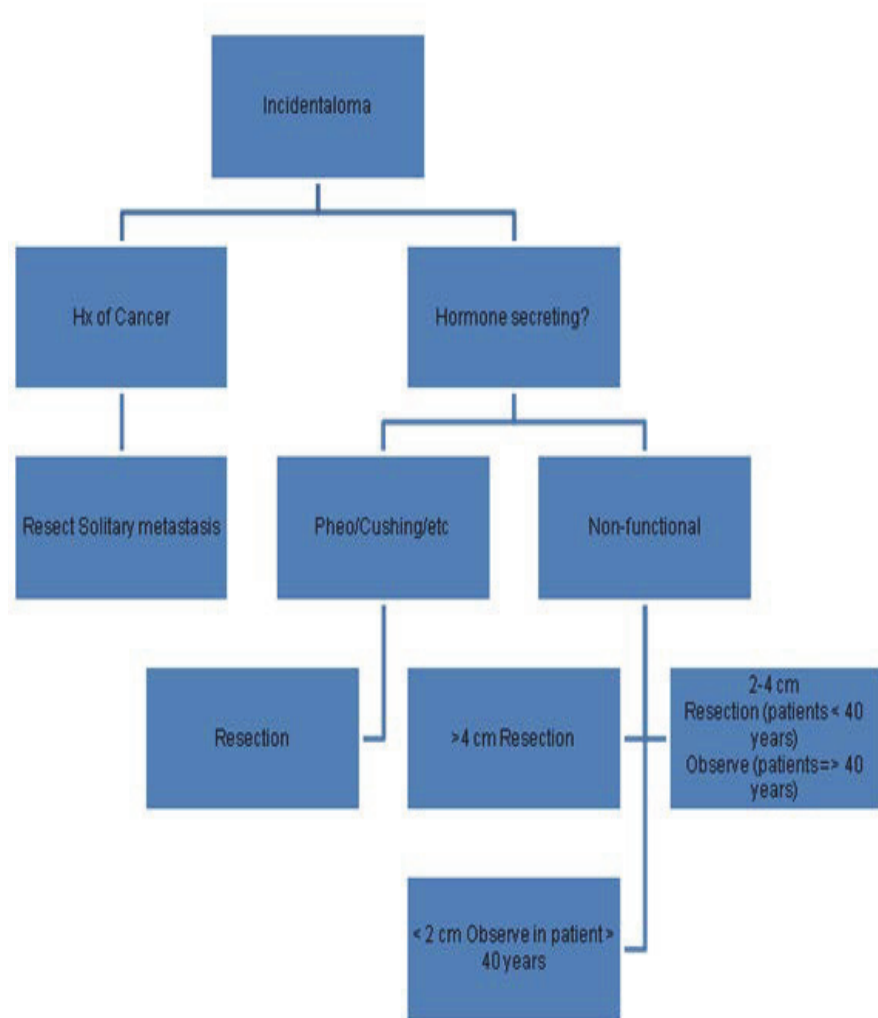 Incidentaloma
Hx of Cancer
Hormone secreting?
Resect Solitary metastasis
Pheo/Cushing/etc
Non-functional
Resection
>4 cm Resection
2-4 cm
Resection (patients < 40
years)
Observe (patients => 40
years)
< 2 cm Observe in patient >
40 years